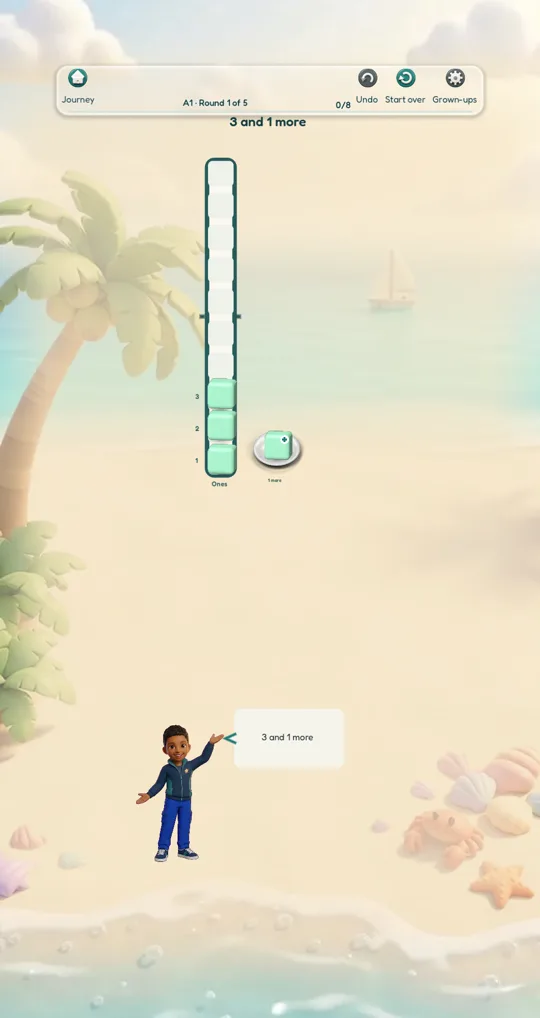 Journey
A1 · Round 1 of 5
0/8
Undo
Start over
Grown-ups
3 and 1 more
3
2
1
Ones
1 more
3 and 1 more